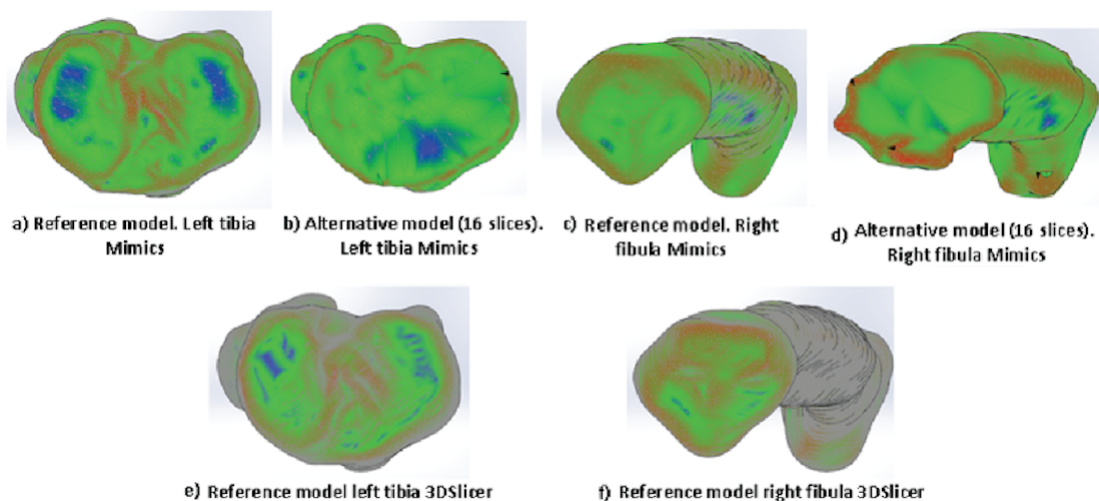 a) Reference model. Left tibia
Mimics
b) Alternative model (16 slices).
Left tibia Mimics
c) Reference model. Right
fibula Mimics
d) Alternative model (16 slices).
Right fibula Mimics
e) Reference model left tibia 3DSlicer
f) Reference model right fibula 3DSlicer